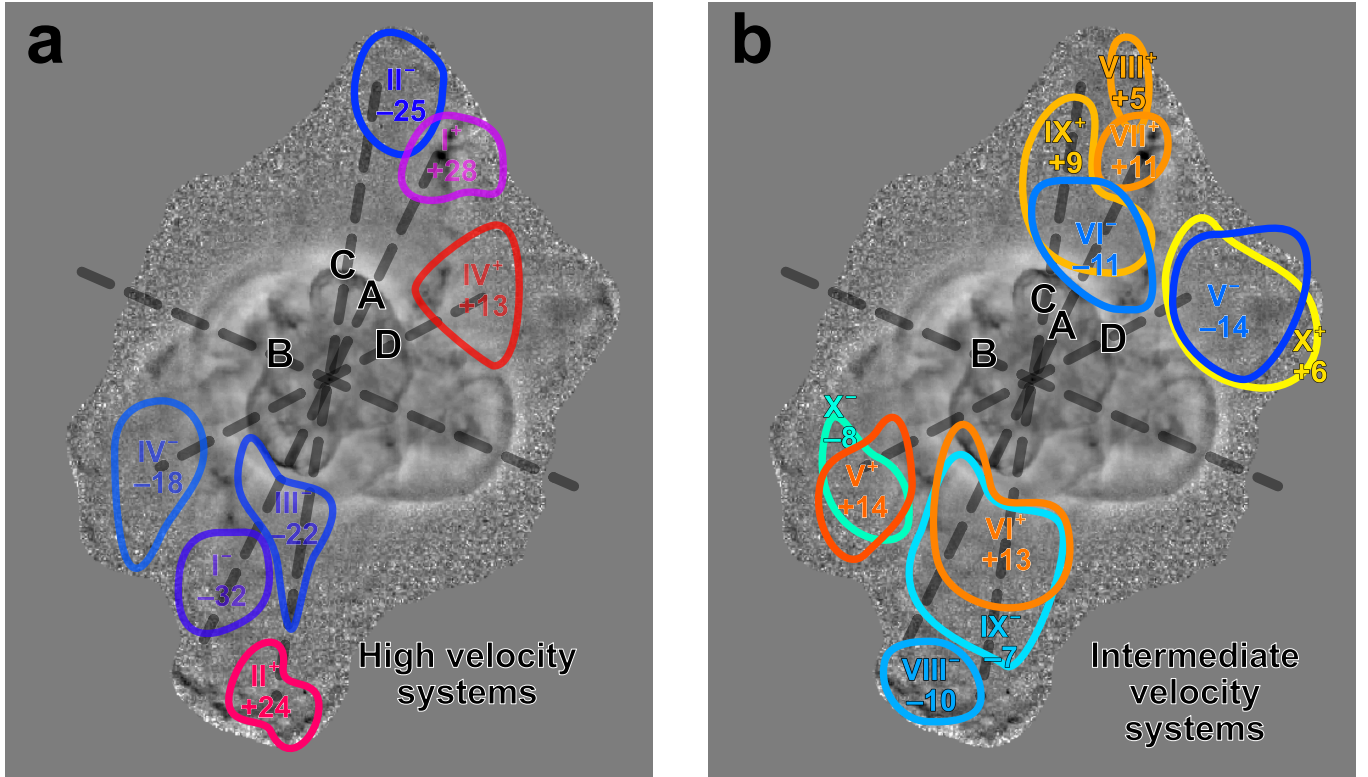 a
II⁻
–25
I⁺
+28
IV⁺
+13
C
A
B
D
IV⁻
–18
III⁻
–22
I⁻
–32
II⁺
+24
High velocity
systems
b
VIII⁺
+5
IX⁺
+9
VII⁺
+11
VI⁻
–11
V⁻
–14
X⁺
+6
C
A
B
D
X⁻
–8
V⁺
+14
VI⁺
+13
IX⁻
–7
VIII⁻
–10
Intermediate
velocity
systems